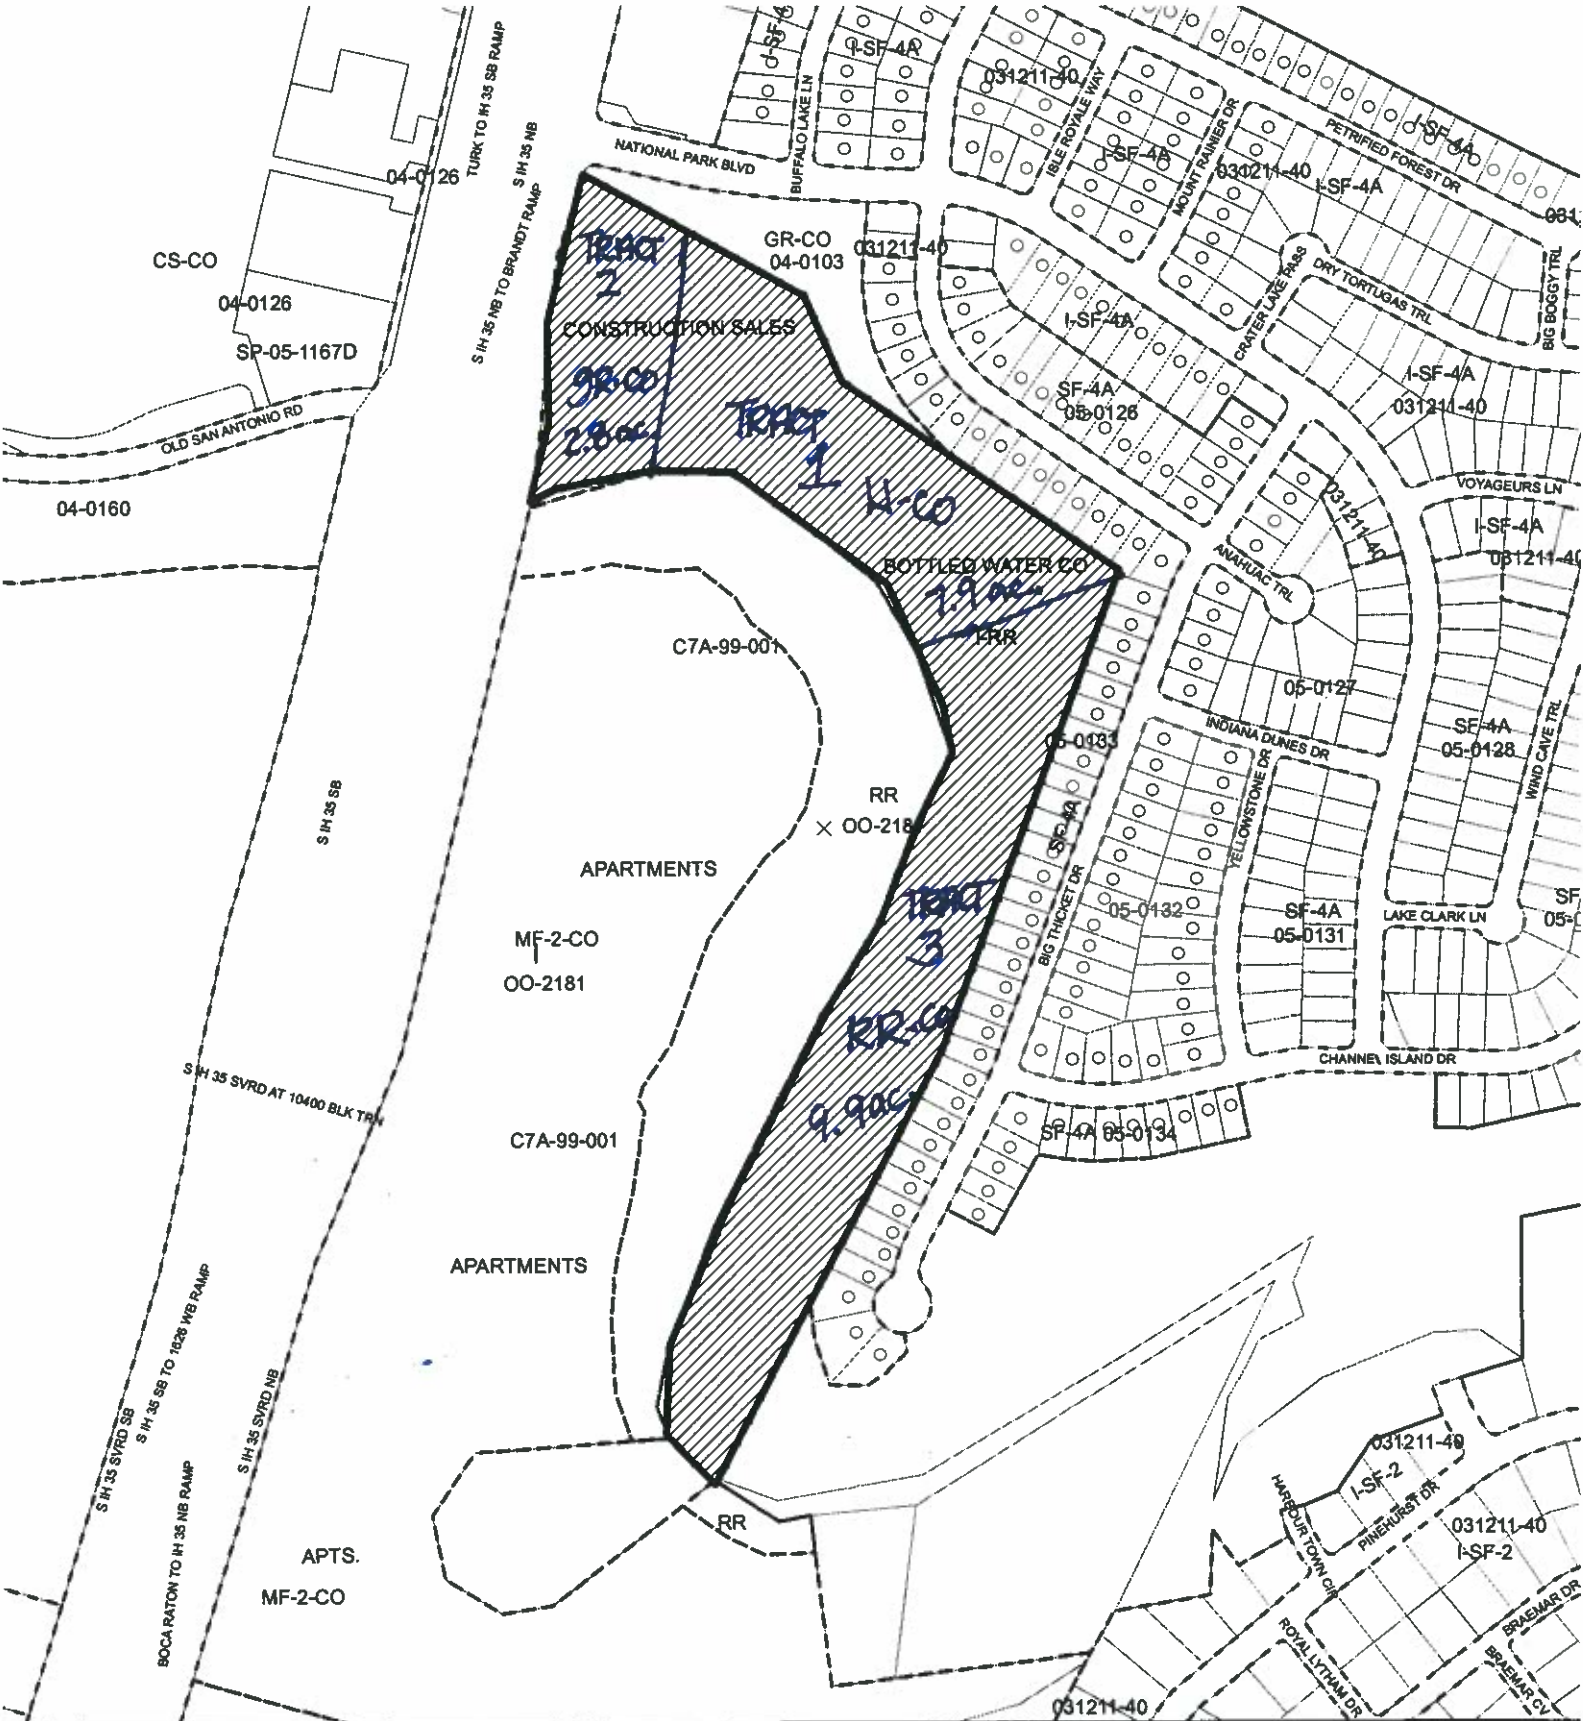 I-SF-4
I-SF-4A
031211-40
TURK TO IH 35 SB RAMP
S IH 35 NB
NATIONAL PARK BLVD
BUFFALO LAKE LN
ISLE ROYALE WAY
I-SF-4A
MOUNT RAINIER DR
PETRIFIED FOREST DR
I-SF-4A
031211-40
I-SF-4A
04-0126
S IH 35 NB TO BRANDT RAMP
CS-CO
04-0126
SP-05-1167D
OLD SAN ANTONIO RD
04-0160
TRACT
2
CONSTRUCTION SALES
GR-CO
2.8 ac.
GR-CO
04-0103
031211-40
TRACT
1
H-CO
BOTTLED WATER CO
7.9 ac.
I-RR
I-SF-4A
SF-4A
05-0126
CRATER LAKE PASS
DRY TORTUGAS TRL
BIG BOGGY TRL
I-SF-4A
031211-40
VOYAGEURS LN
I-SF-4A
031211-40
031211-40
ANAHUAC TRL
05-0127
INDIANA DUNES DR
SF-4A
05-0128
WIND CAVE TRL
YELLOWSTONE DR
C7A-99-001
05-0133
SF-4A
BIG THICKET DR
S IH 35 SB
RR
OO-218
APARTMENTS
MF-2-CO
OO-2181
TRACT
3
RR-CO
9.9 ac.
05-0132
SF-4A
05-0131
LAKE CLARK LN
SF
CHANNEL ISLAND DR
SF-4A 05-0134
S IH 35 SVRD AT 10400 BLK TRN
C7A-99-001
APARTMENTS
S IH 35 SB TO 1626 WB RAMP
S IH 35 SVRD SB
S IH 35 SVRD NB
BOCA RATON TO IH 35 NB RAMP
APTS.
MF-2-CO
RR
031211-40
I-SF-2
HARBOUR TOWN CIR
PINEHURST DR
031211-40
I-SF-2
ROYAL LYTHAM DR
BRAEMAR DR
BRAEMAR CV
031211-40